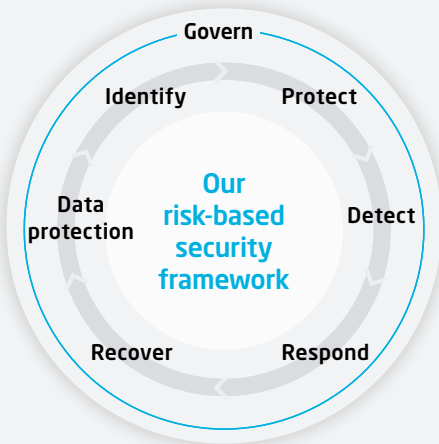 Govern
Identify
Protect
Our
risk-based
security
framework
Data
protection
Detect
Recover
Respond